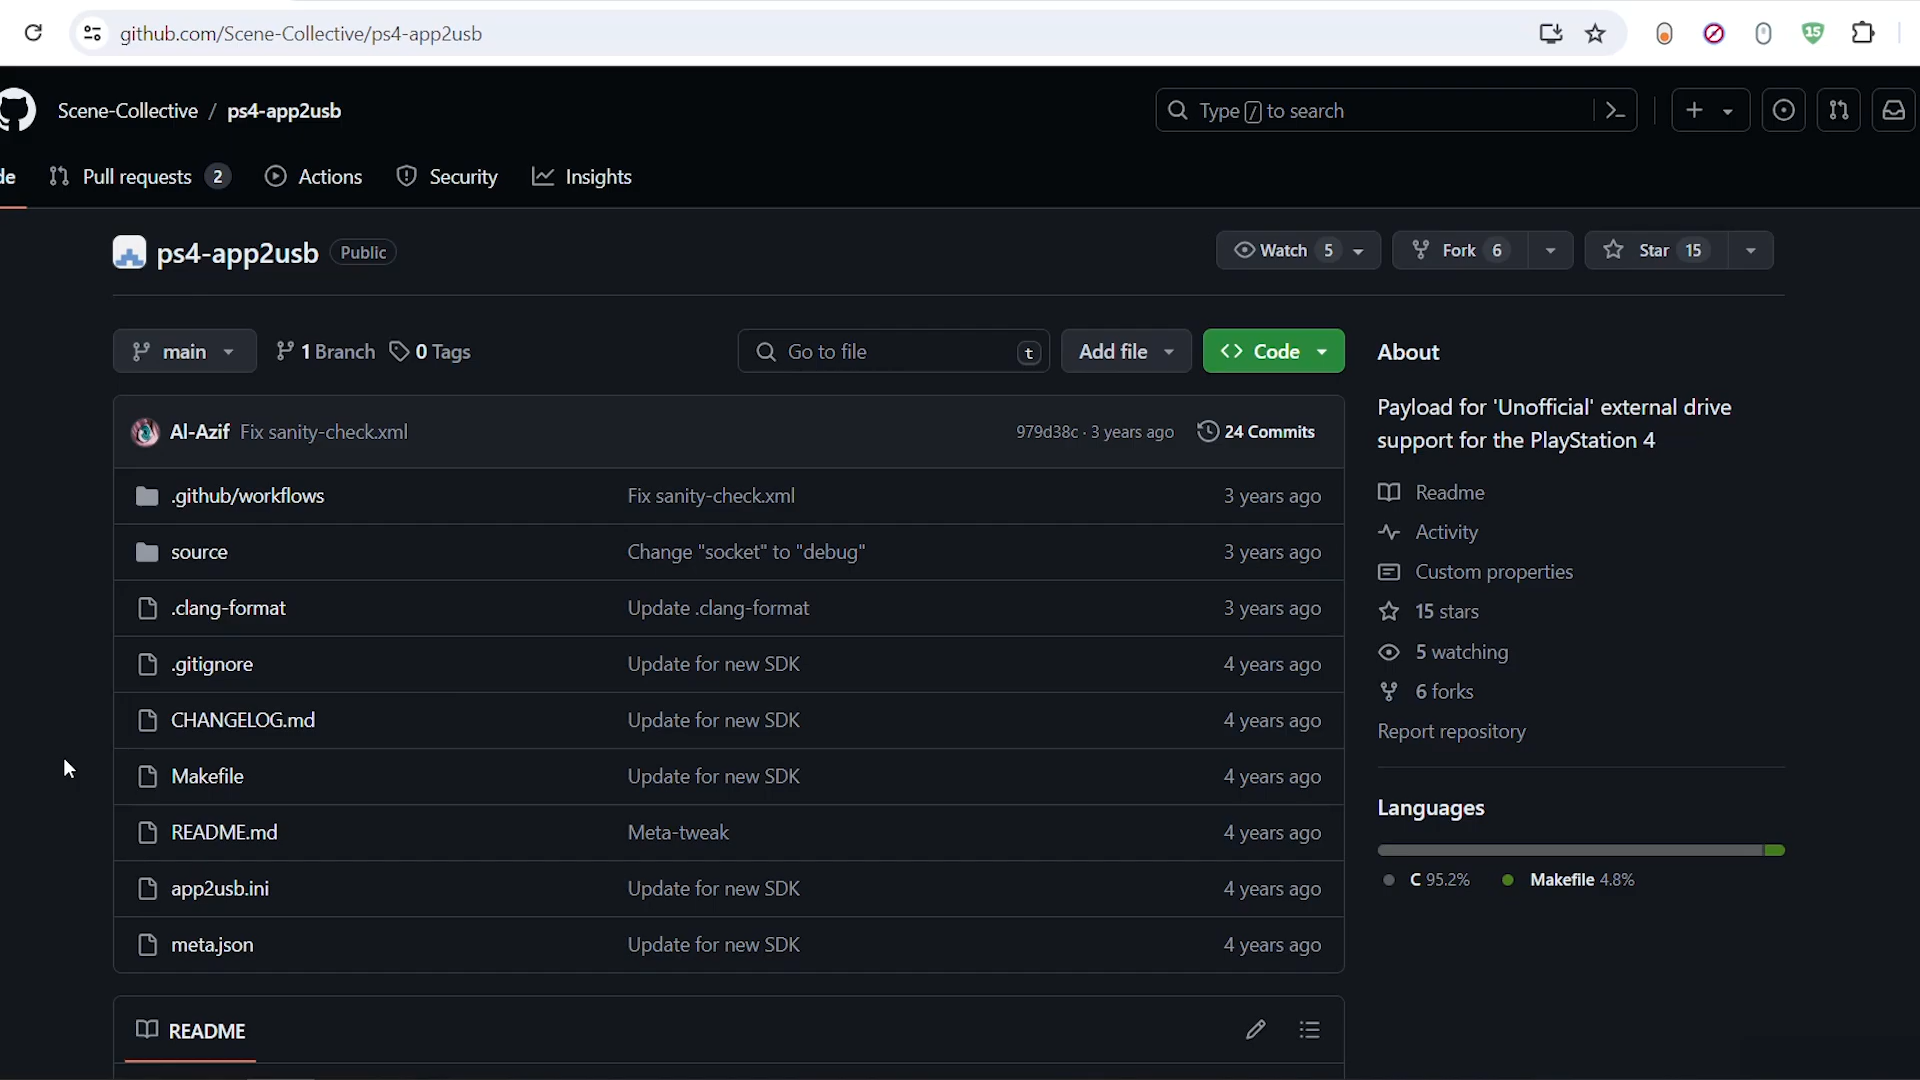 github.com/Scene-Collective/ps4-app2usb
15
Scene-Collective / ps4-app2usb
Type / to search
de
Pull requests 2
Actions
Security
Insights
ps4-app2usb Public
Watch 5
Fork 6
Star 15
main
1 Branch
0 Tags
Go to file t
Add file
Code
About
Payload for 'Unofficial' external drive
support for the PlayStation 4
Al-Azif Fix sanity-check.xml 979d38c · 3 years ago 24 Commits
.github/workflows Fix sanity-check.xml 3 years ago
source Change "socket" to "debug" 3 years ago
.clang-format Update .clang-format 3 years ago
.gitignore Update for new SDK 4 years ago
CHANGELOG.md Update for new SDK 4 years ago
Makefile Update for new SDK 4 years ago
README.md Meta-tweak 4 years ago
app2usb.ini Update for new SDK 4 years ago
meta.json Update for new SDK 4 years ago
Readme
Activity
Custom properties
15 stars
5 watching
6 forks
Report repository
Languages
C 95.2% Makefile 4.8%
README